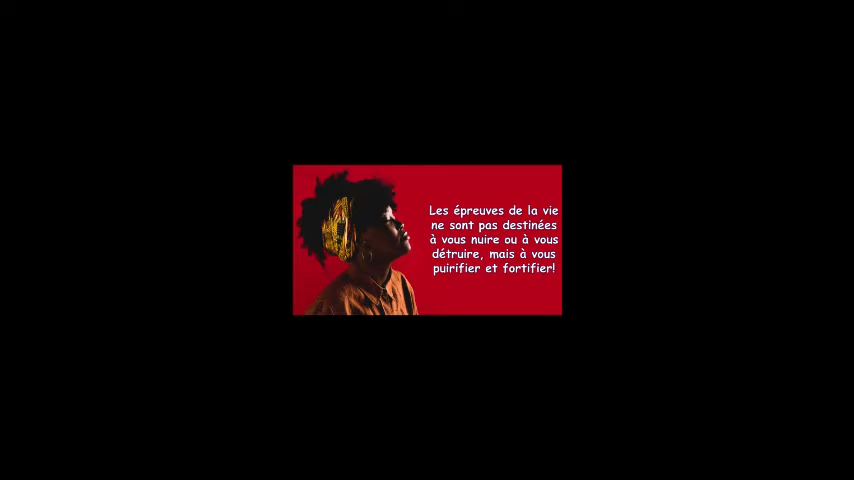 Les épreuves de la vie
ne sont pas destinées
à vous nuire ou à vous
détruire, mais à vous
puirifier et fortifier!